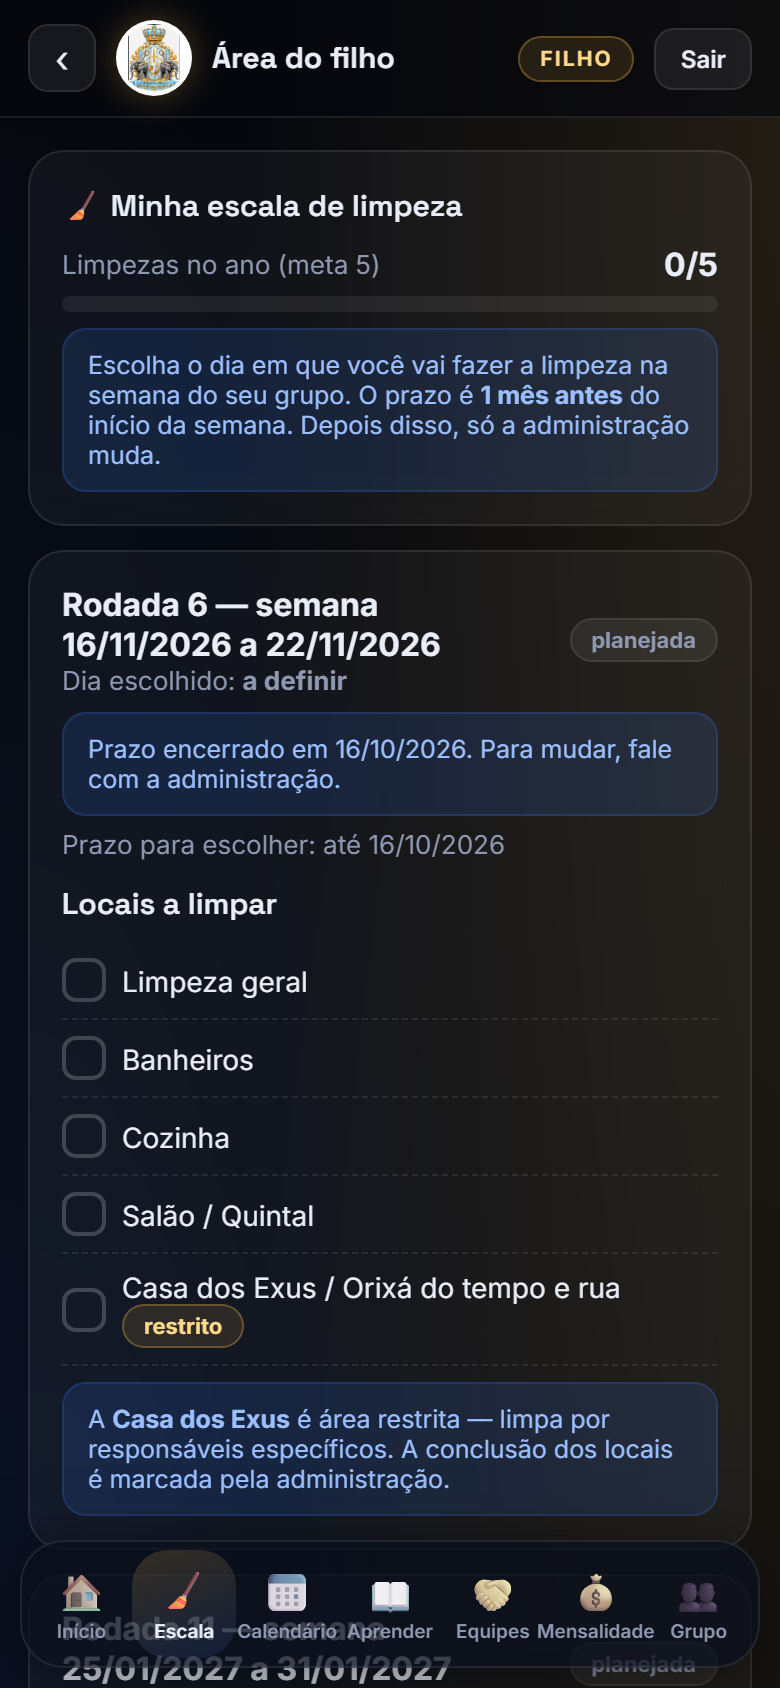 ‹
Área do filho
FILHO
Sair
Minha escala de limpeza
Limpezas no ano (meta 5)
0/5
Escolha o dia em que você vai fazer a limpeza na
semana do seu grupo. O prazo é 1 mês antes do
início da semana. Depois disso, só a administração
muda.
Rodada 6 — semana
16/11/2026 a 22/11/2026
planejada
Dia escolhido: a definir
Prazo encerrado em 16/10/2026. Para mudar, fale
com a administração.
Prazo para escolher: até 16/10/2026
Locais a limpar
Limpeza geral
Banheiros
Cozinha
Salão / Quintal
Casa dos Exus / Orixá do tempo e rua
restrito
A Casa dos Exus é área restrita — limpa por
responsáveis específicos. A conclusão dos locais
é marcada pela administração.
Rodada 11 — semana
25/01/2027 a 31/01/2027
planejada
Início
Escala
Calendário
Aprender
Equipes
Mensalidade
Grupo